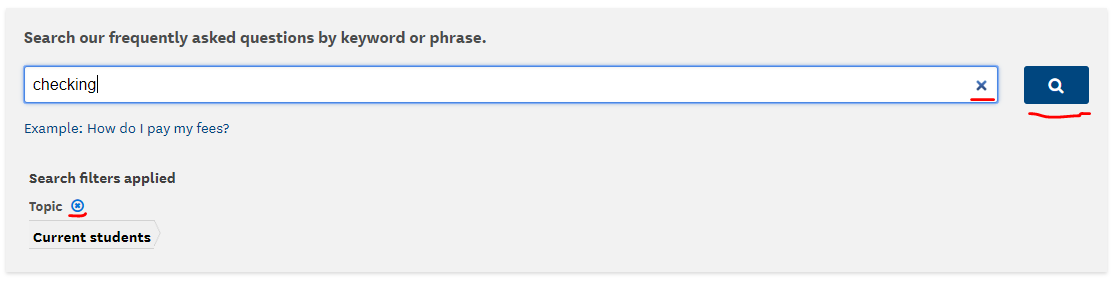 Search our frequently asked questions by keyword or phrase.
checking
Example: How do I pay my fees?
Search filters applied
Topic
Current students